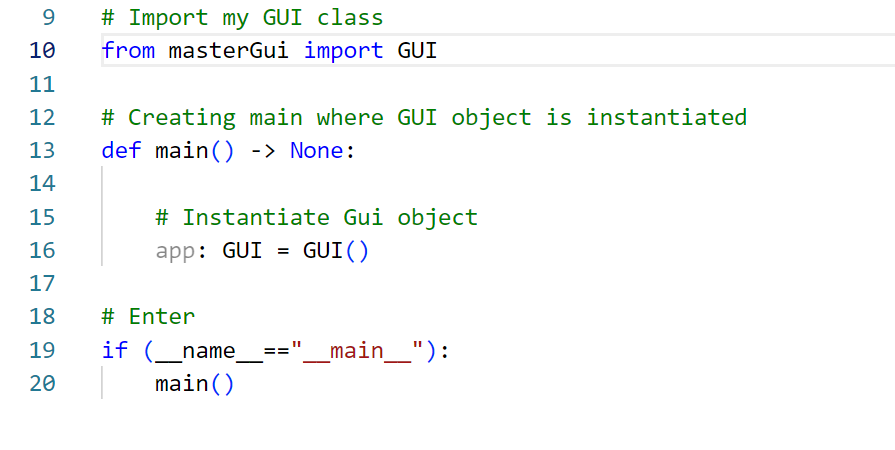 9 # Import my GUI class
10 from masterGui import GUI
11
12 # Creating main where GUI object is instantiated
13 def main() -> None:
14
15     # Instantiate Gui object
16     app: GUI = GUI()
17
18 # Enter
19 if (__name__=="__main__"):
20     main()